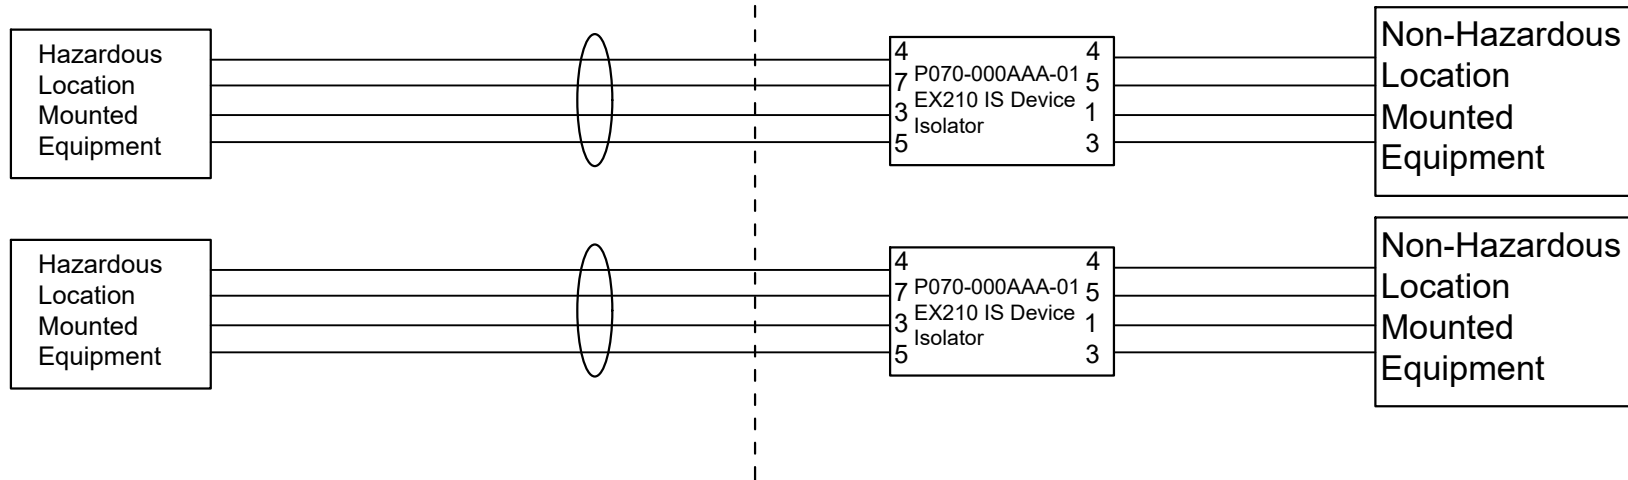 Hazardous
Location
Mounted
Equipment
4
7
3
5
P070-000AAA-01
EX210 IS Device
Isolator
4
5
1
3
Non-Hazardous
Location
Mounted
Equipment
Hazardous
Location
Mounted
Equipment
4
7
3
5
P070-000AAA-01
EX210 IS Device
Isolator
4
5
1
3
Non-Hazardous
Location
Mounted
Equipment